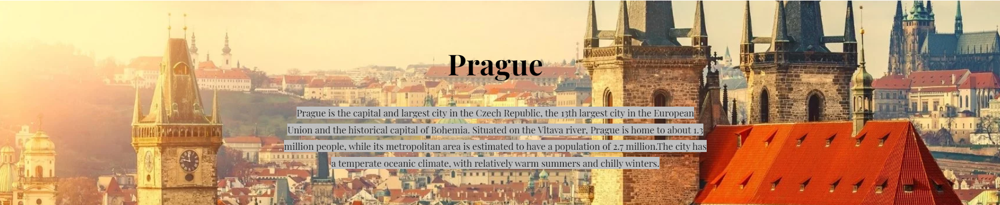 Prague
Prague is the capital and largest city in the Czech Republic, the 13th largest city in the European
Union and the historical capital of Bohemia. Situated on the Vltava river, Prague is home to about 1.3
million people, while its metropolitan area is estimated to have a population of 2.7 million.The city has
a temperate oceanic climate, with relatively warm summers and chilly winters.